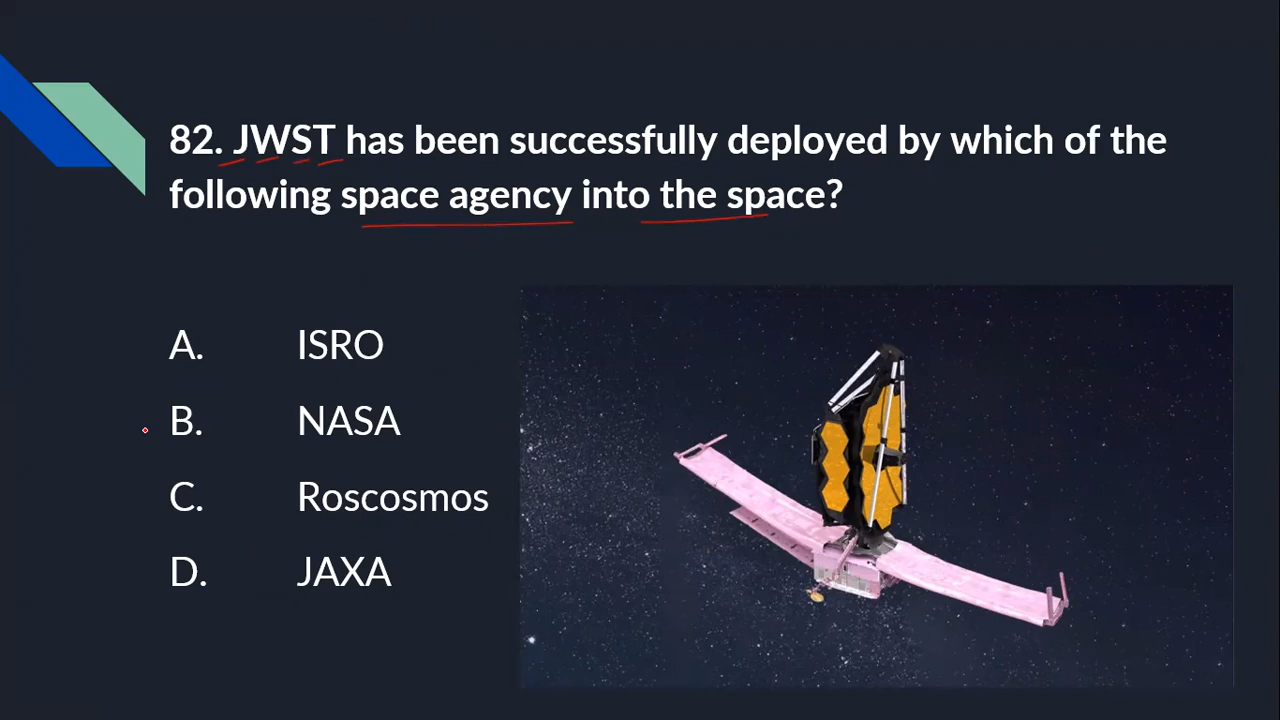 82. JWST has been successfully deployed by which of the
following space agency into the space?
A. ISRO
B. NASA
C. Roscosmos
D. JAXA